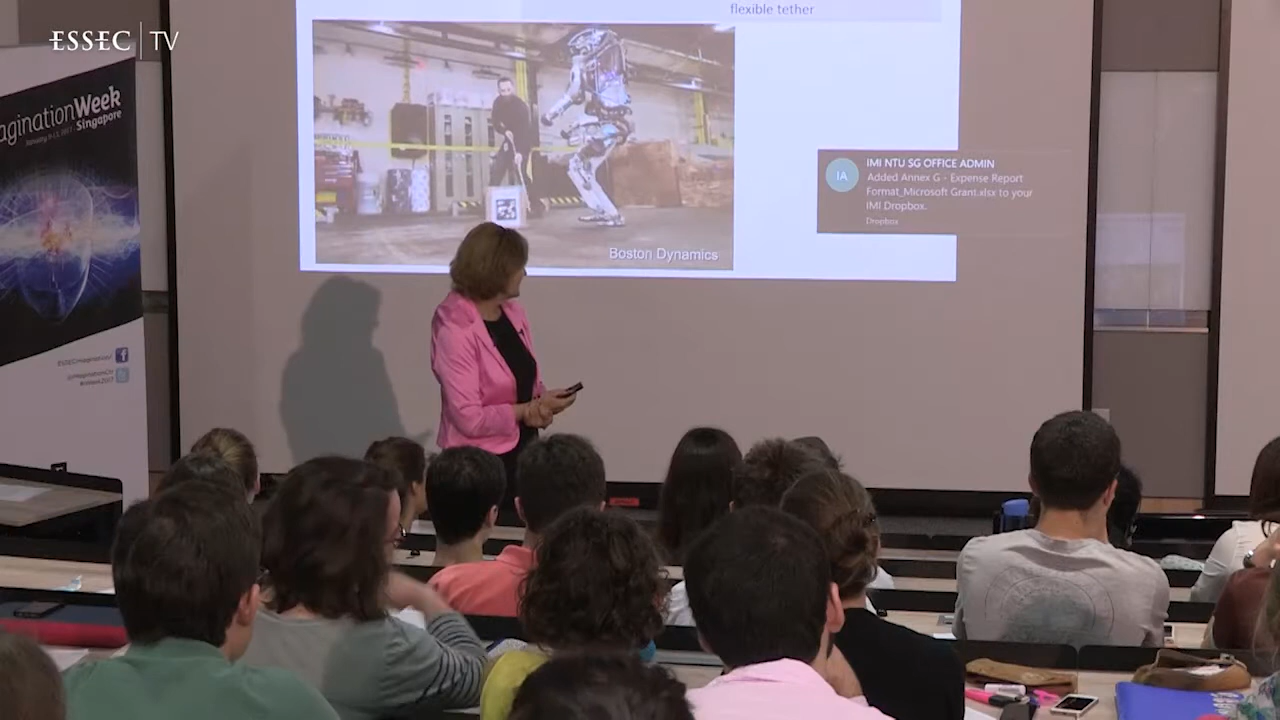 ESSEC TV
flexible tether
aginationWeek
Singapore
IMI NTU SG OFFICE ADMIN
IA
Added Annex G - Expense Report
Format_Microsoft Grant.xlsx to your
IMI Dropbox.
Dropbox
Boston Dynamics